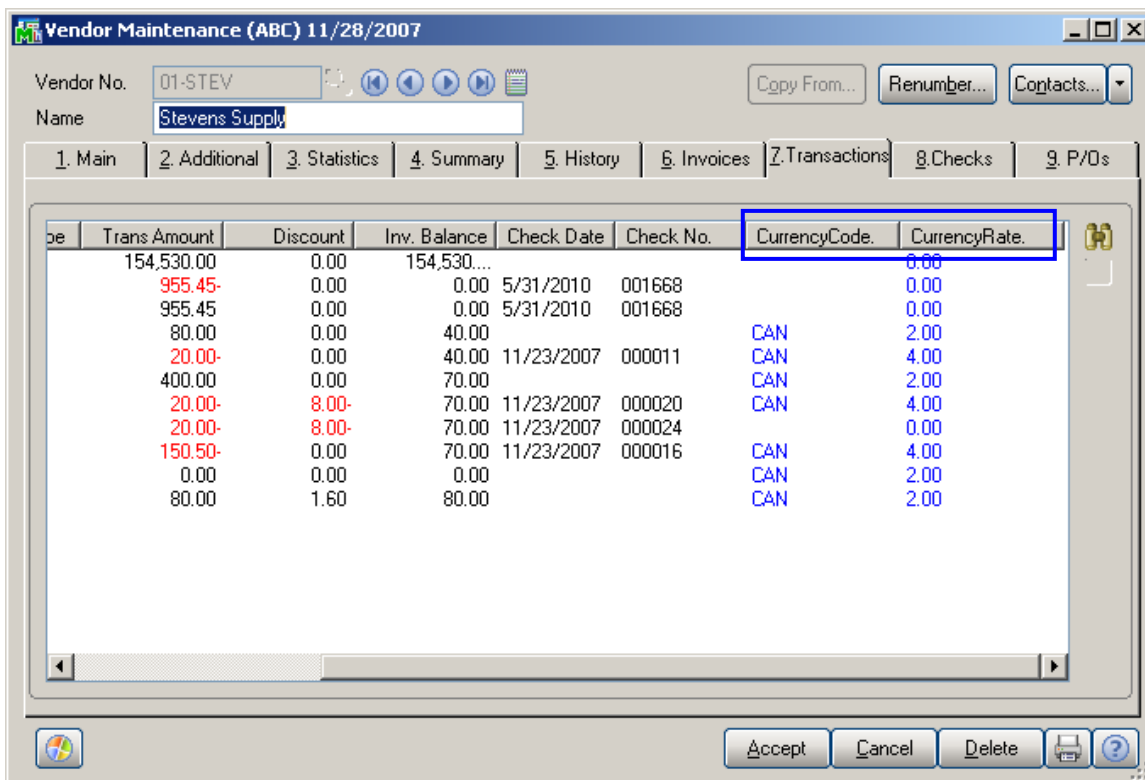 Vendor Maintenance (ABC) 11/28/2007
Vendor No. 01-STEV Copy From... Renumber... Contacts...
Name Stevens Supply
1. Main 2. Additional 3. Statistics 4. Summary 5. History 6. Invoices 7.Transactions 8.Checks 9. P/Os
pe Trans Amount Discount Inv. Balance Check Date Check No. CurrencyCode. CurrencyRate.
154,530.00 0.00 154,530.... 0.00
955.45- 0.00 0.00 5/31/2010 001668 0.00
955.45 0.00 0.00 5/31/2010 001668 0.00
80.00 0.00 40.00 CAN 2.00
20.00- 0.00 40.00 11/23/2007 000011 CAN 4.00
400.00 0.00 70.00 CAN 2.00
20.00- 8.00- 70.00 11/23/2007 000020 CAN 4.00
20.00- 8.00- 70.00 11/23/2007 000024 0.00
150.50- 0.00 70.00 11/23/2007 000016 CAN 4.00
0.00 0.00 0.00 CAN 2.00
80.00 1.60 80.00 CAN 2.00
Accept Cancel Delete